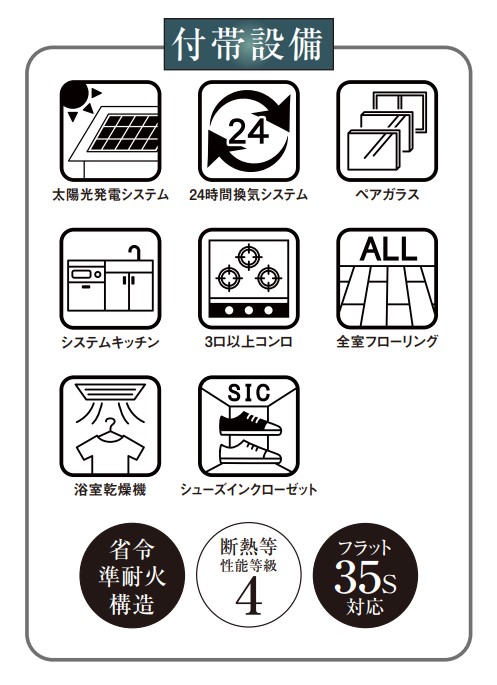 付帯設備
太陽光発電システム
24
24時間換気システム
ペアガラス
システムキッチン
3口以上コンロ
ALL
全室フローリング
浴室乾燥機
SIC
シューズインクローゼット
省令
準耐火
構造
断熱等
性能等級
4
フラット
35S
対応